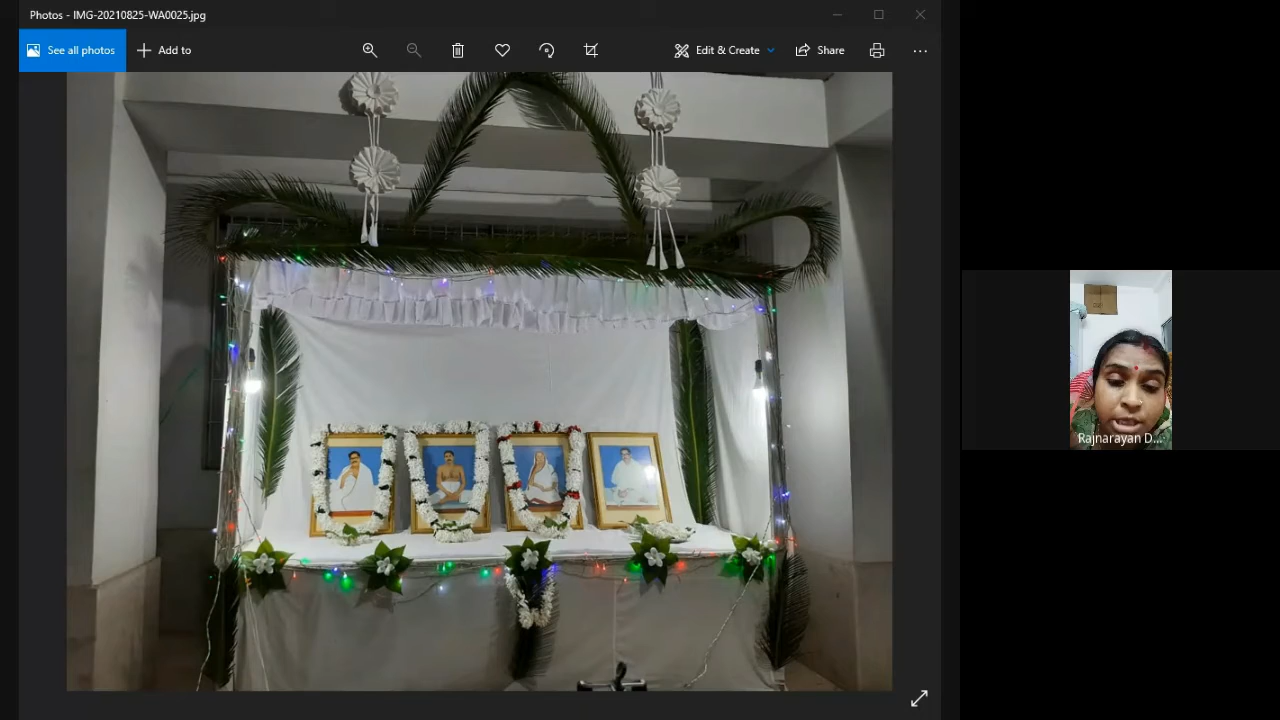 Photos - IMG-20210825-WA0025.jpg
See all photos
Add to
Edit & Create
Share
Rajnarayan D...